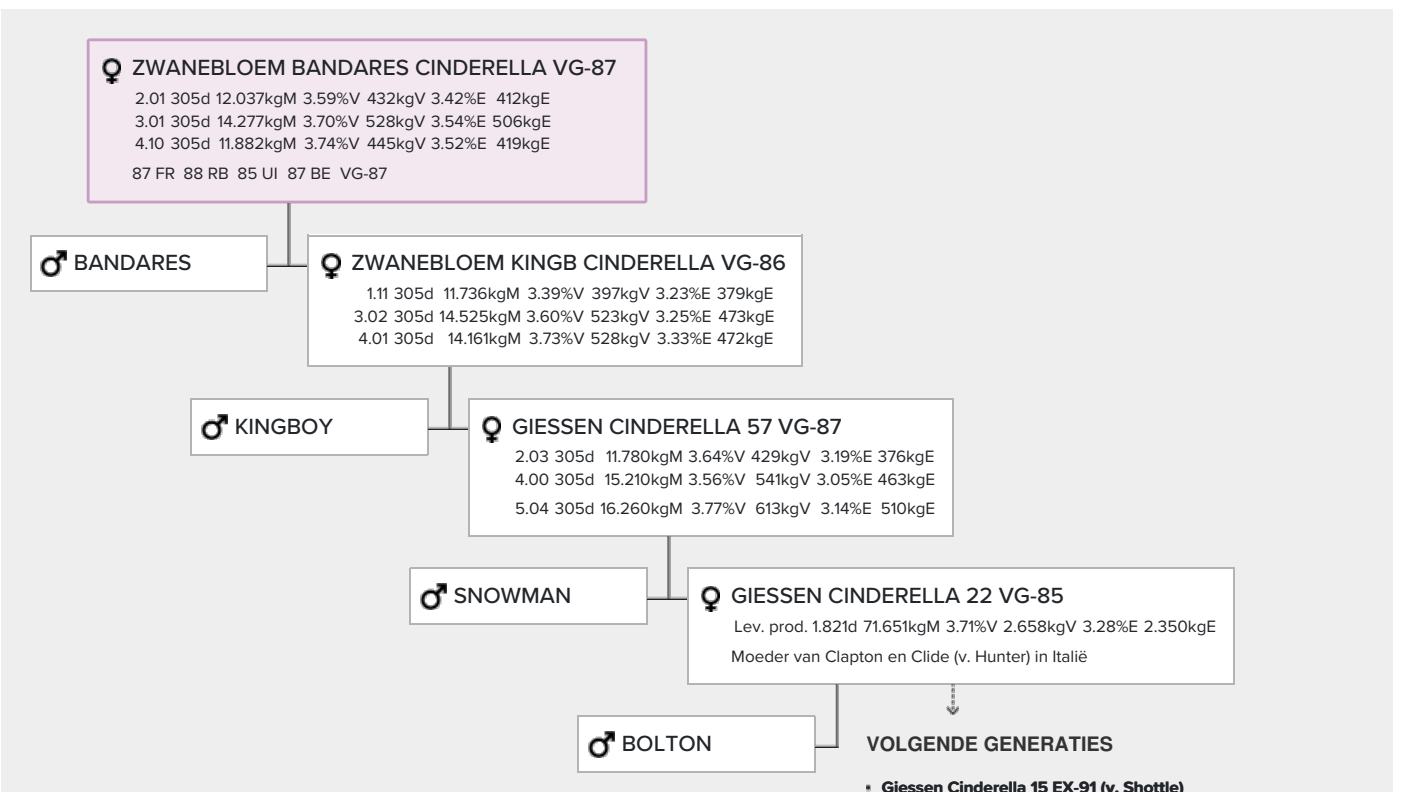 ZWANEBLOEM BANDARES CINDERELLA VG-87
2.01 305d 12.037kgM 3.59%V 432kgV 3.42%E 412kgE
3.01 305d 14.277kgM 3.70%V 528kgV 3.54%E 506kgE
4.10 305d 11.882kgM 3.74%V 445kgV 3.52%E 419kgE
87 FR 88 RB 85 UI 87 BE VG-87
BANDARES
ZWANEBLOEM KINGB CINDERELLA VG-86
1.11 305d 11.736kgM 3.39%V 397kgV 3.23%E 379kgE
3.02 305d 14.525kgM 3.60%V 523kgV 3.25%E 473kgE
4.01 305d 14.161kgM 3.73%V 528kgV 3.33%E 472kgE
KINGBOY
GIESSEN CINDERELLA 57 VG-87
2.03 305d 11.780kgM 3.64%V 429kgV 3.19%E 376kgE
4.00 305d 15.210kgM 3.56%V 541kgV 3.05%E 463kgE
5.04 305d 16.260kgM 3.77%V 613kgV 3.14%E 510kgE
SNOWMAN
GIESSEN CINDERELLA 22 VG-85
Lev. prod. 1.821d 71.651kgM 3.71%V 2.658kgV 3.28%E 2.350kgE
Moeder van Clapton en Clide (v. Hunter) in Italië
BOLTON
VOLGENDE GENERATIES
• Giessen Cinderella 15 EX-91 (v. Shottle)